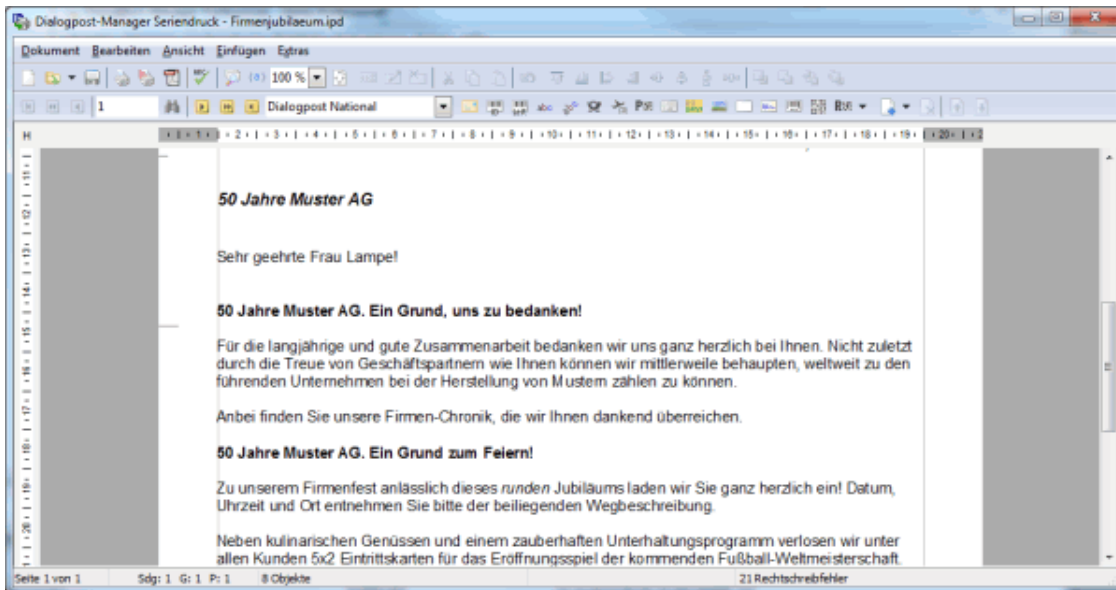 Dialogpost-Manager Seriendruck - Firmenjubilaeum.ipd
Dokument Bearbeiten Ansicht Einfügen Extras
100 %
1 Dialogpost National
50 Jahre Muster AG
Sehr geehrte Frau Lampe!
50 Jahre Muster AG. Ein Grund, uns zu bedanken!
Für die langjährige und gute Zusammenarbeit bedanken wir uns ganz herzlich bei Ihnen. Nicht zuletzt
durch die Treue von Geschäftspartnern wie Ihnen können wir mittlerweile behaupten, weltweit zu den
führenden Unternehmen bei der Herstellung von Mustern zählen zu können.
Anbei finden Sie unsere Firmen-Chronik, die wir Ihnen dankend überreichen.
50 Jahre Muster AG. Ein Grund zum Feiern!
Zu unserem Firmenfest anlässlich dieses runden Jubiläums laden wir Sie ganz herzlich ein! Datum,
Uhrzeit und Ort entnehmen Sie bitte der beiliegenden Wegbeschreibung.
Neben kulinarischen Genüssen und einem zauberhaften Unterhaltungsprogramm verlosen wir unter
allen Kunden 5x2 Eintrittskarten für das Eröffnungsspiel der kommenden Fußball-Weltmeisterschaft.
Seite 1 von 1 Sdg: 1 G: 1 P: 1 8 Objekte 21 Rechtschreibfehler